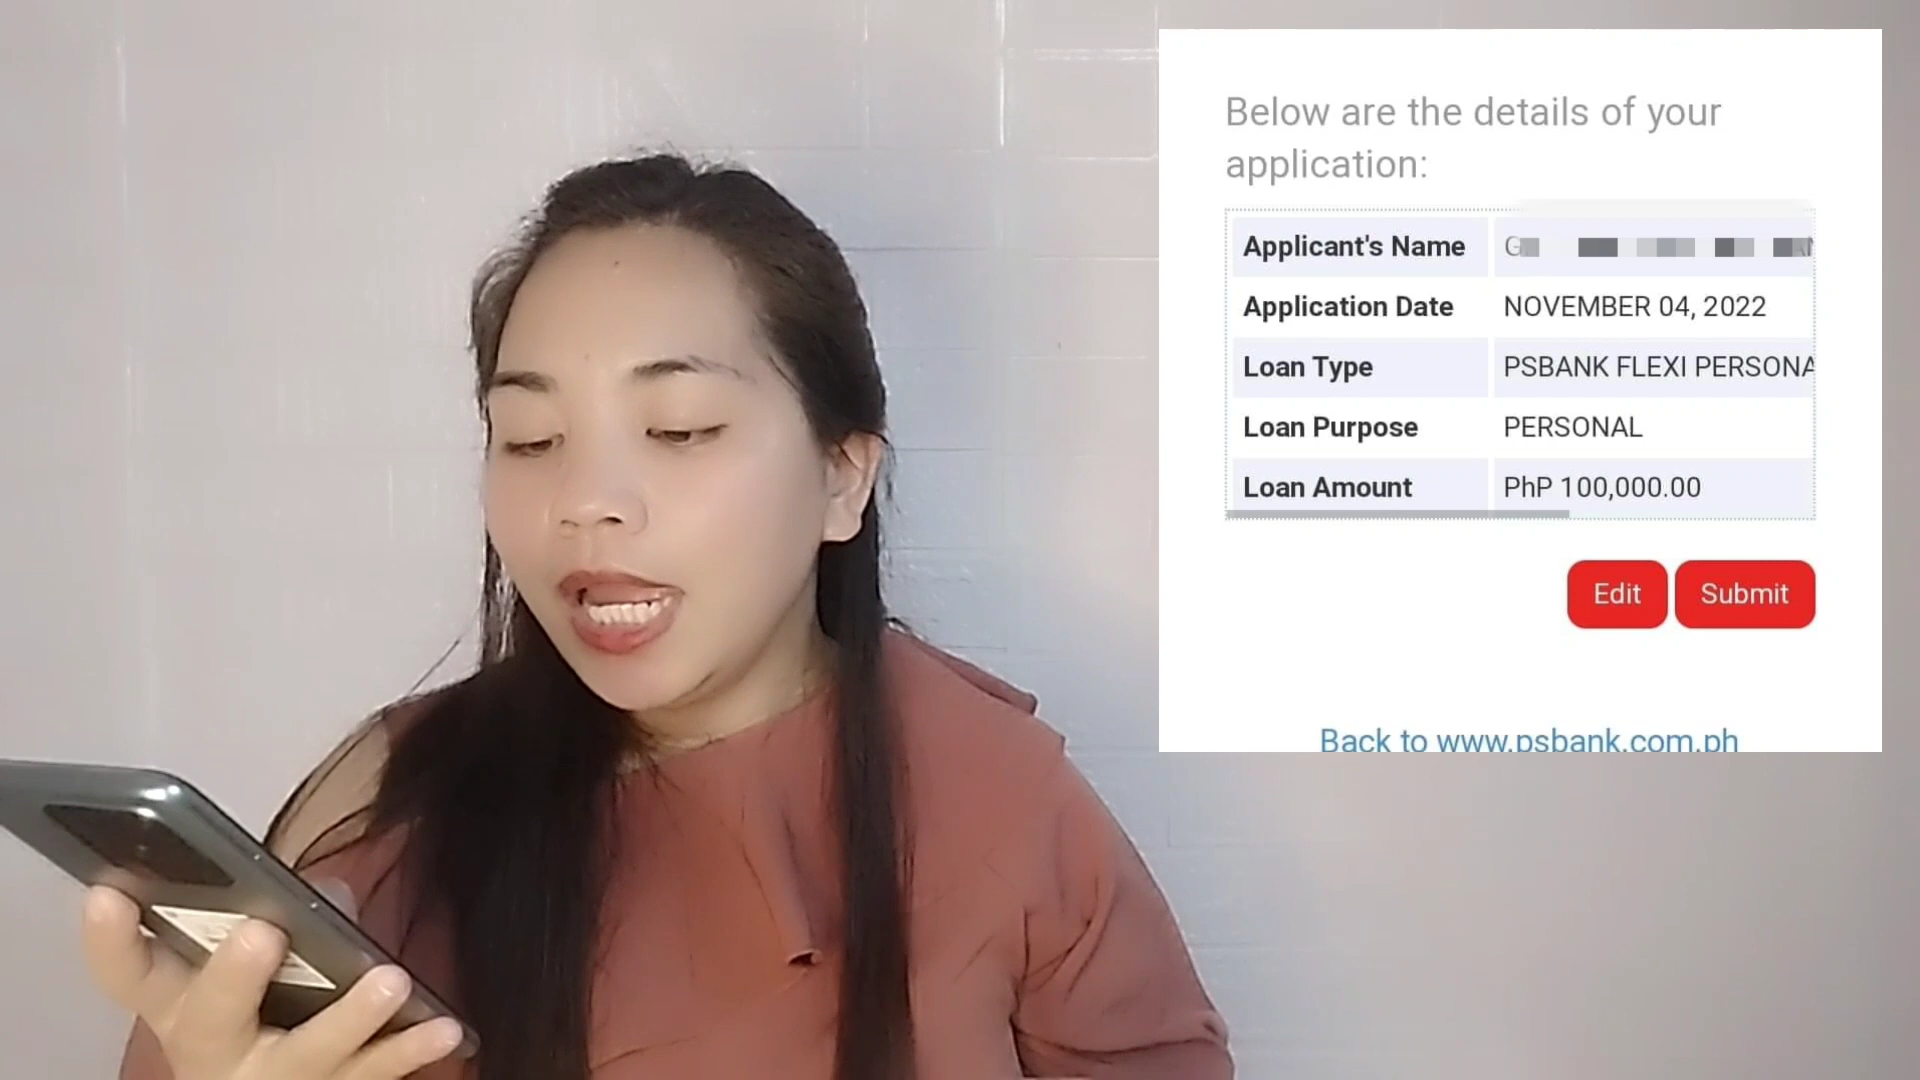 Below are the details of your
application:
Applicant's Name
Application Date NOVEMBER 04, 2022
Loan Type PSBANK FLEXI PERSONA
Loan Purpose PERSONAL
Loan Amount PhP 100,000.00
Edit Submit
Back to www.psbank.com.ph